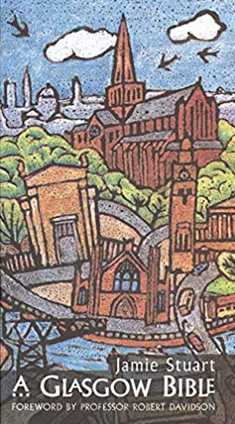 Jamie Stuart
A Glasgow Bible
FOREWORD BY PROFESSOR ROBERT DAVIDSON